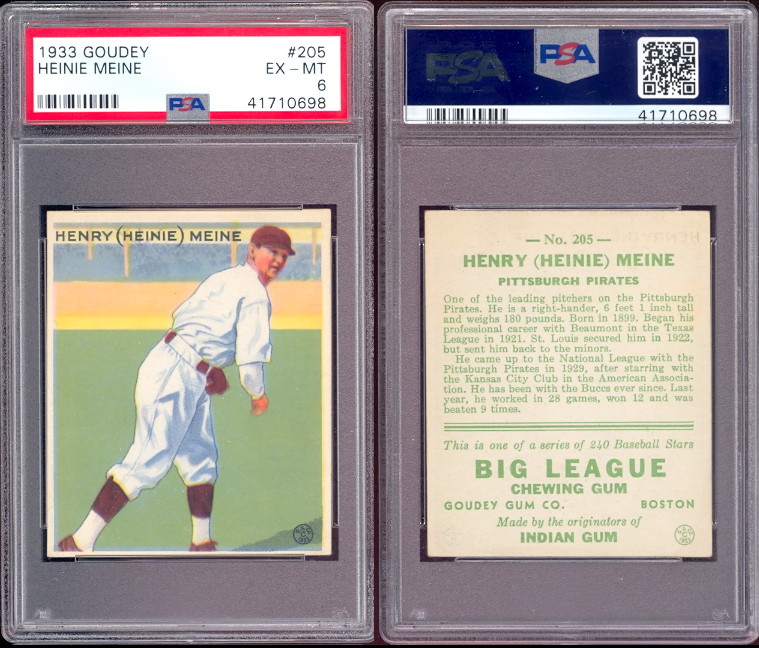 1933 GOUDEY #205
HEINIE MEINE EX - MT
6
PSA 41710698
HENRY (HEINIE) MEINE
PSA
PSA
41710698
— No. 205 —
HENRY (HEINIE) MEINE
PITTSBURGH PIRATES
One of the leading pitchers on the Pittsburgh
Pirates. He is a right-hander, 6 feet 1 inch tall
and weighs 180 pounds. Born in 1899. Began his
professional career with Beaumont in the Texas
League in 1921. St. Louis secured him in 1922,
but sent him back to the minors.
He came up to the National League with the
Pittsburgh Pirates in 1929, after starring with
the Kansas City Club in the American Associa-
tion. He has been with the Buccs ever since. Last
year, he worked in 28 games, won 12 and was
beaten 9 times.
This is one of a series of 240 Baseball Stars
BIG LEAGUE
CHEWING GUM
GOUDEY GUM CO. BOSTON
Made by the originators of
INDIAN GUM